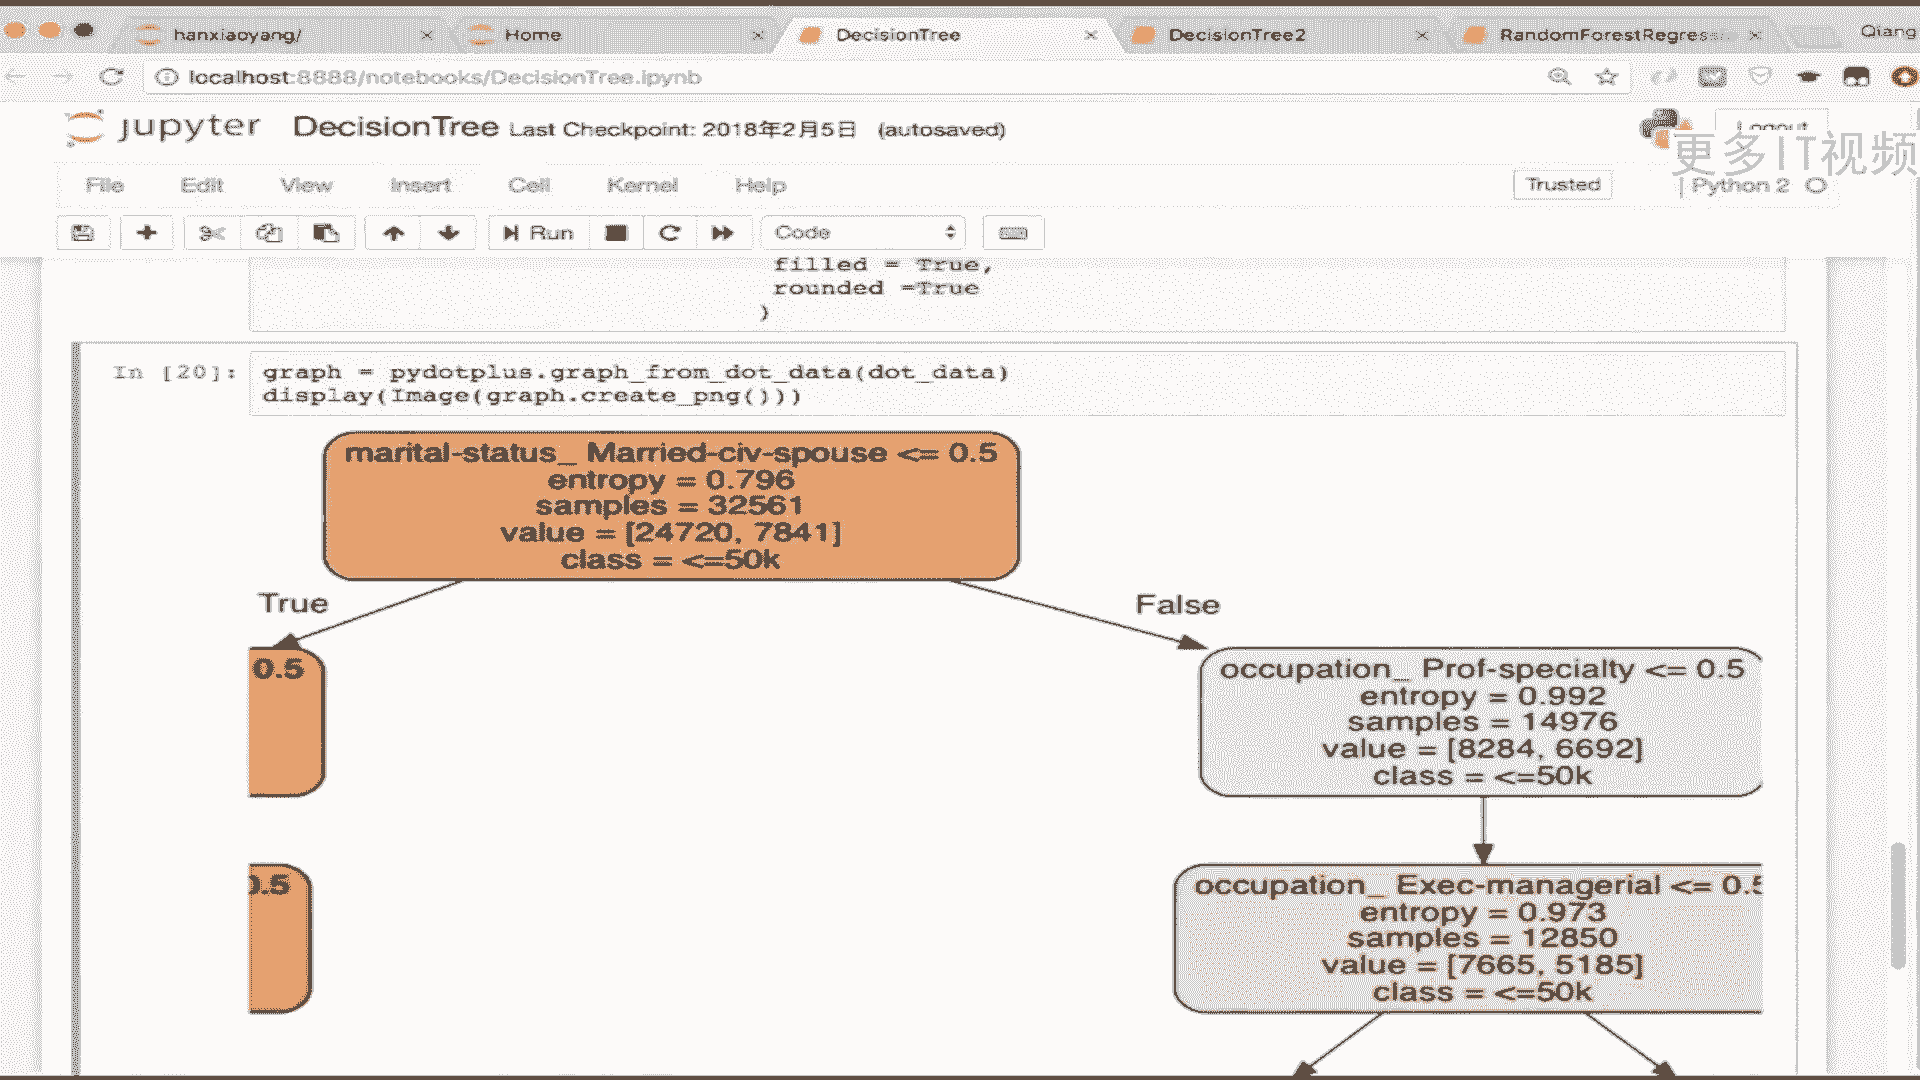 hanxiaoyang/
Home
DecisionTree
DecisionTree2
RandomForestRegress
Qiang
localhost:8888/notebooks/DecisionTree.ipynb
jupyter DecisionTree Last Checkpoint: 2018年2月5日 (autosaved)
Logout
更多IT视频
File Edit View Insert Cell Kernel Help
Trusted
| Python 2
Run
Code
filled = True,
rounded =True
)
In [20]:
graph = pydotplus.graph_from_dot_data(dot_data)
display(Image(graph.create_png()))
marital-status_ Married-civ-spouse <= 0.5
entropy = 0.796
samples = 32561
value = [24720, 7841]
class = <=50k
True
False
0.5
occupation_ Prof-specialty <= 0.5
entropy = 0.992
samples = 14976
value = [8284, 6692]
class = <=50k
0.5
occupation_ Exec-managerial <= 0.5
entropy = 0.973
samples = 12850
value = [7665, 5185]
class = <=50k